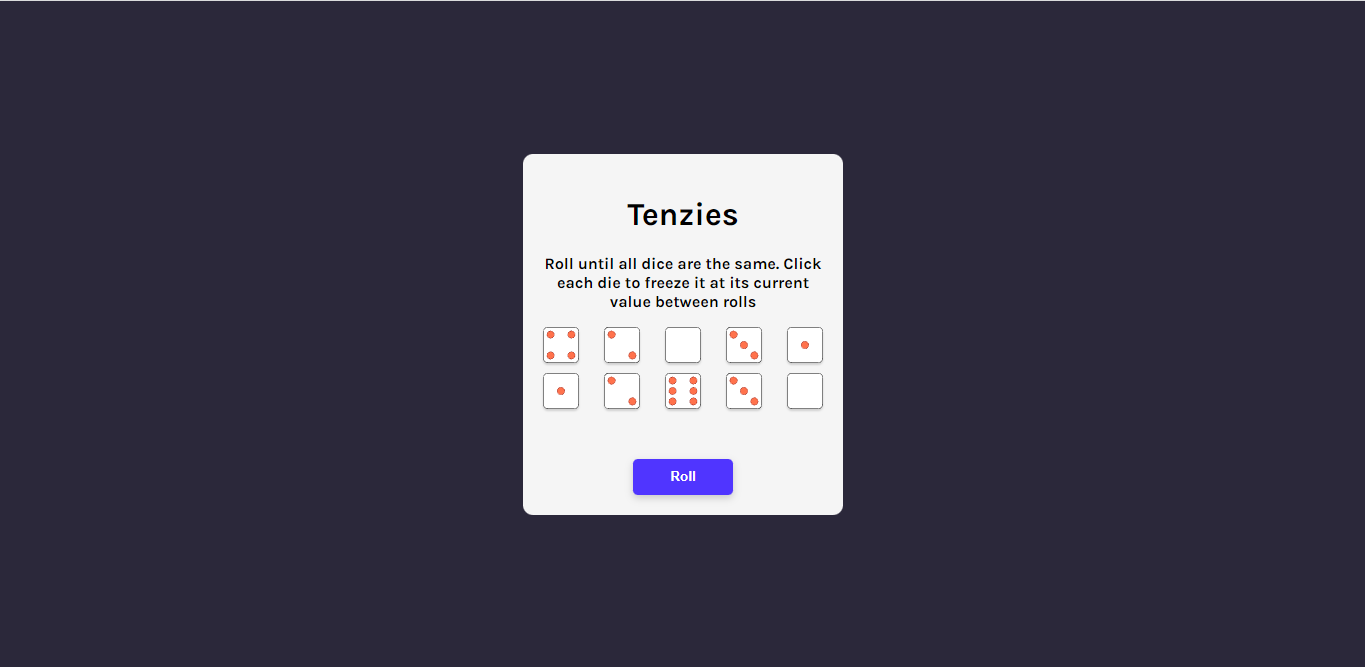 Tenzies
Roll until all dice are the same. Click
each die to freeze it at its current
value between rolls
Roll